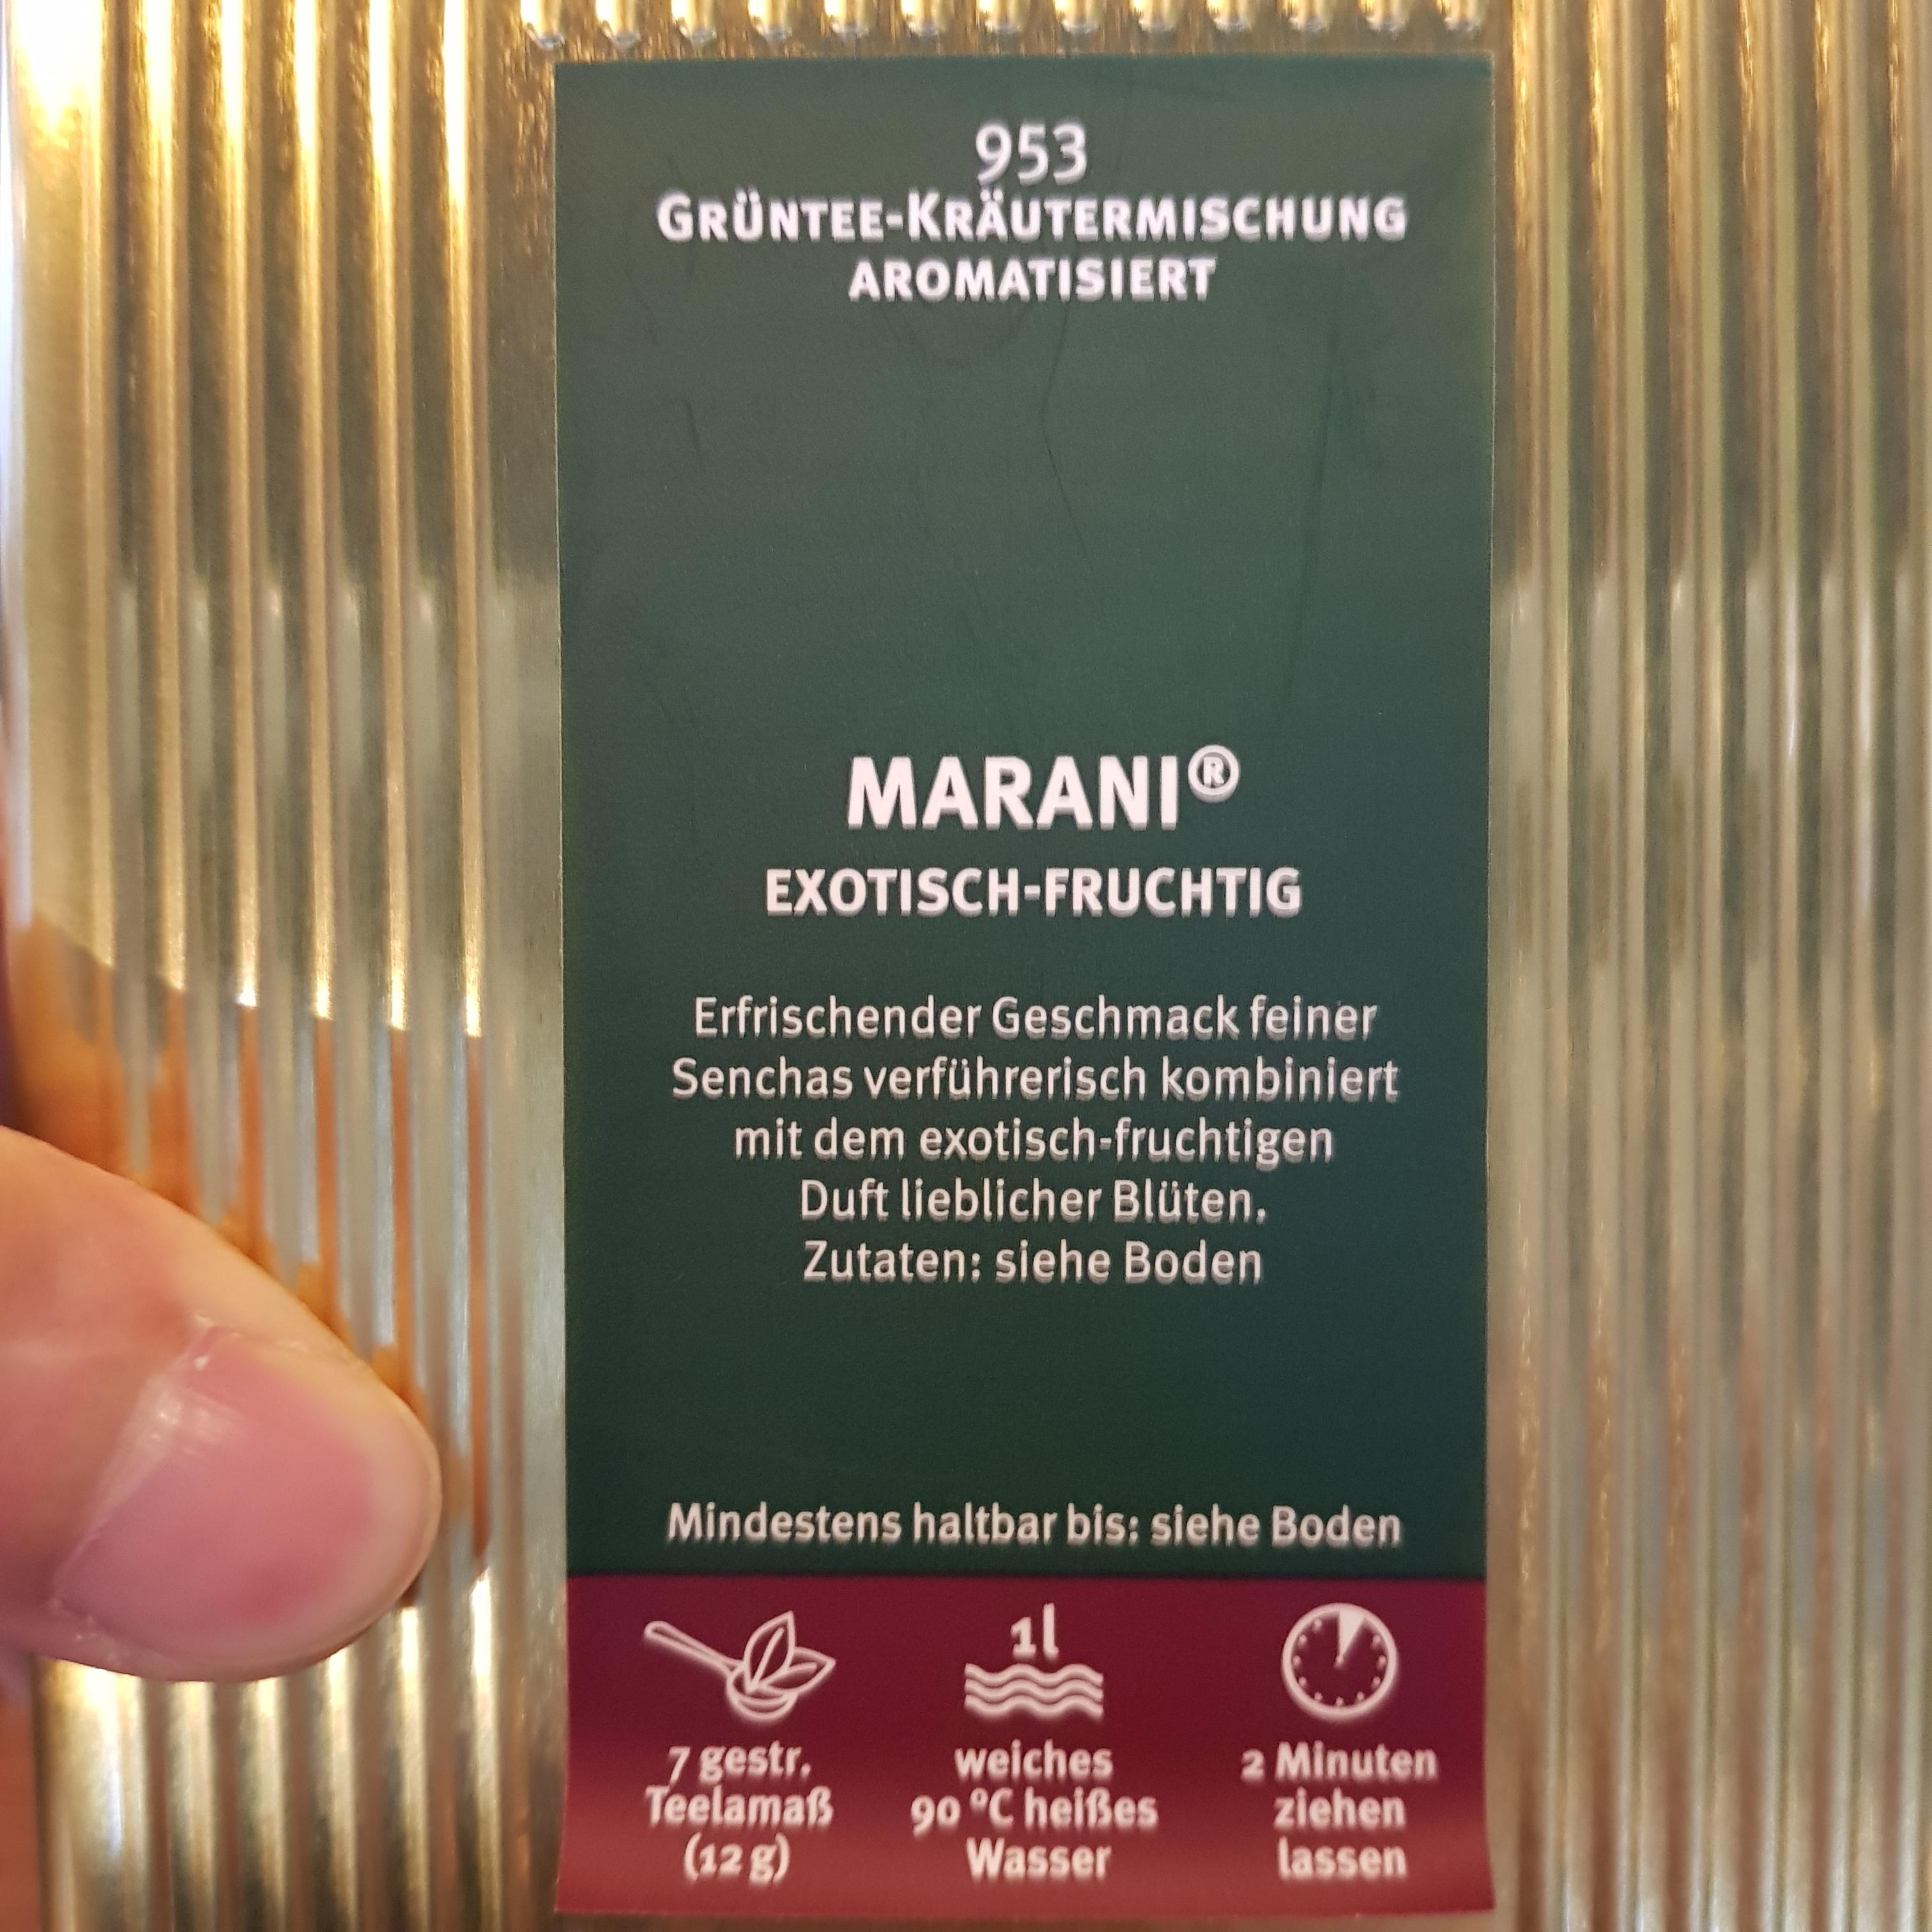 953
GRÜNTEE-KRÄUTERMISCHUNG
AROMATISIERT
MARANI®
EXOTISCH-FRUCHTIG
Erfrischender Geschmack feiner
Senchas verführerisch kombiniert
mit dem exotisch-fruchtigen
Duft lieblicher Blüten.
Zutaten: siehe Boden
Mindestens haltbar bis: siehe Boden
1l
7 gestr.
Teelamaß
(12 g)
weiches
90 °C heißes
Wasser
2 Minuten
ziehen
lassen